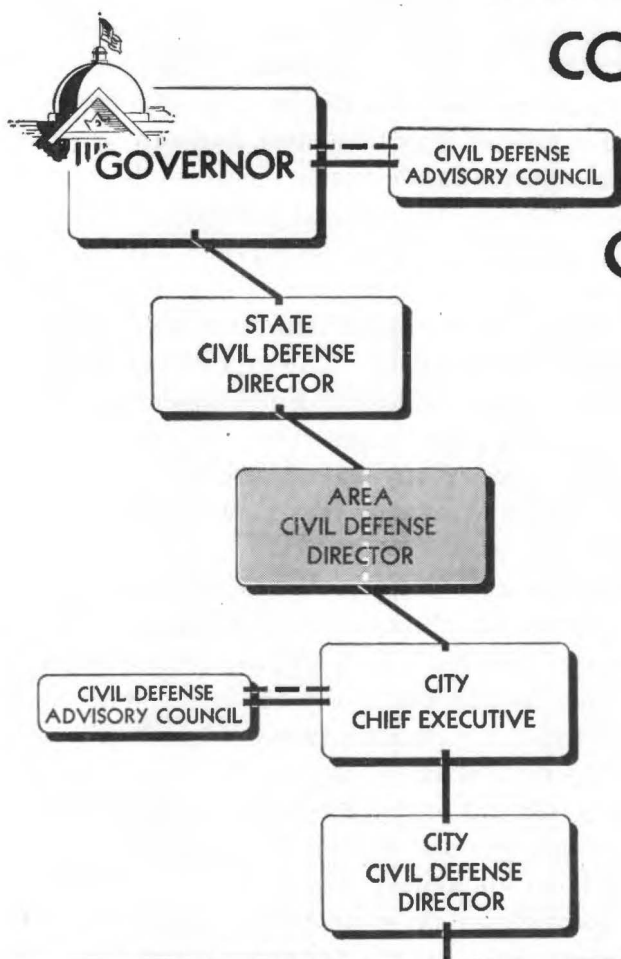 CO
GOVERNOR
CIVIL DEFENSE
ADVISORY COUNCIL
STATE
CIVIL DEFENSE
DIRECTOR
AREA
CIVIL DEFENSE
DIRECTOR
CITY
CHIEF EXECUTIVE
CIVIL DEFENSE
ADVISORY COUNCIL
CITY
CIVIL DEFENSE
DIRECTOR